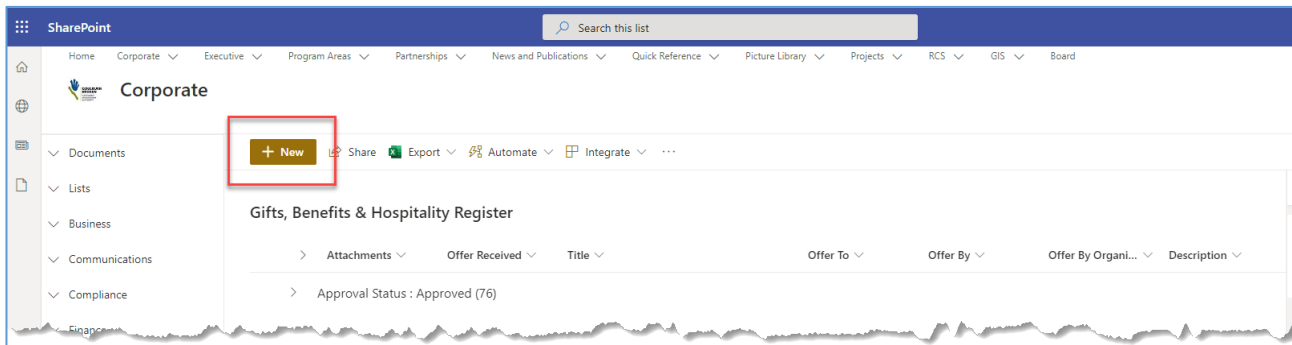 SharePoint
Search this list
Home Corporate Executive Program Areas Partnerships News and Publications Quick Reference Picture Library Projects RCS GIS Board
Corporate
Documents
+ New Share Export Automate Integrate ···
Lists
Gifts, Benefits & Hospitality Register
Business
Attachments Offer Received Title Offer To Offer By Offer By Organi... Description
Communications
Compliance
Approval Status : Approved (76)
Finance